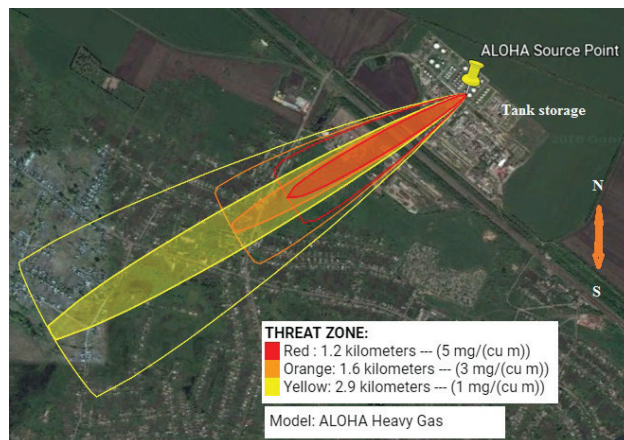 ALOHA Source Point
Tank storage
N
S
THREAT ZONE:
Red : 1.2 kilometers --- (5 mg/(cu m))
Orange: 1.6 kilometers --- (3 mg/(cu m))
Yellow: 2.9 kilometers --- (1 mg/(cu m))
Model: ALOHA Heavy Gas